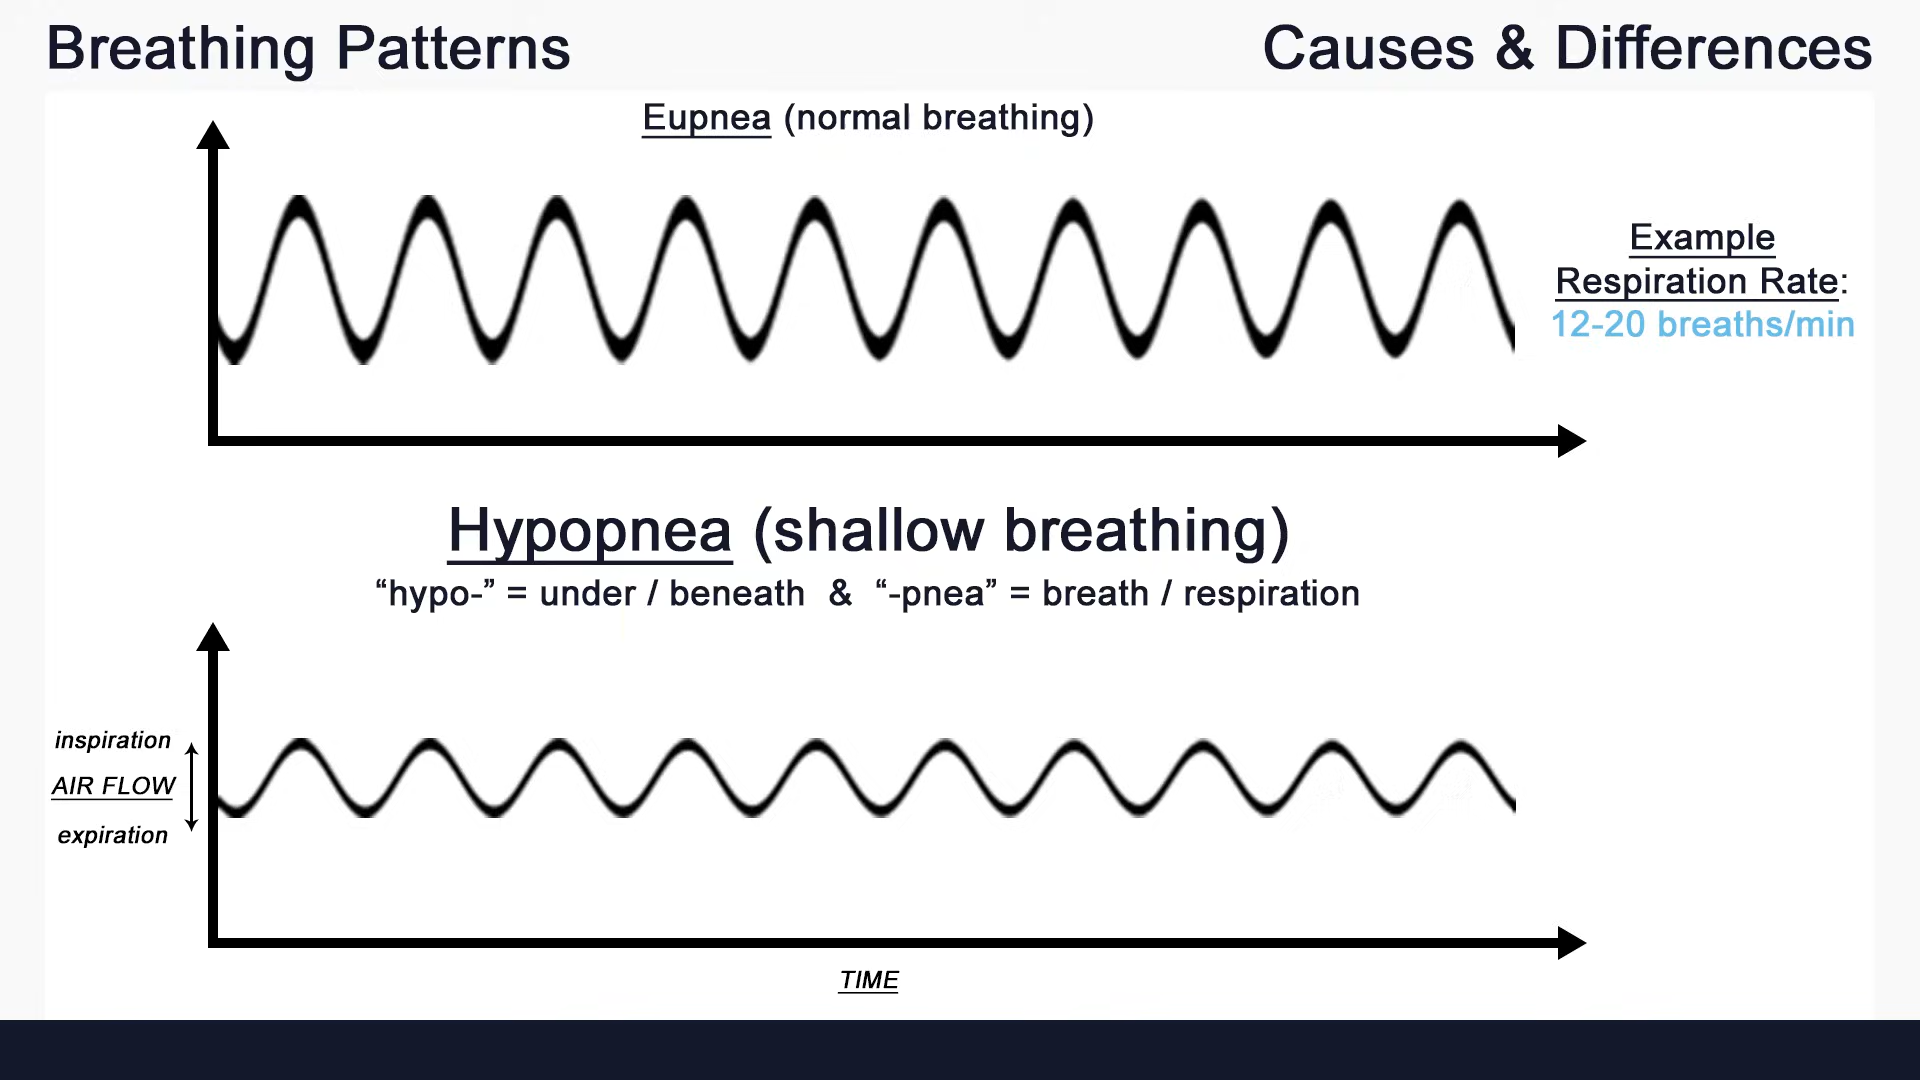 Breathing Patterns
Causes & Differences
Eupnea (normal breathing)
Example
Respiration Rate:
12-20 breaths/min
Hypopnea (shallow breathing)
“hypo-” = under / beneath & “-pnea” = breath / respiration
inspiration
AIR FLOW
expiration
TIME